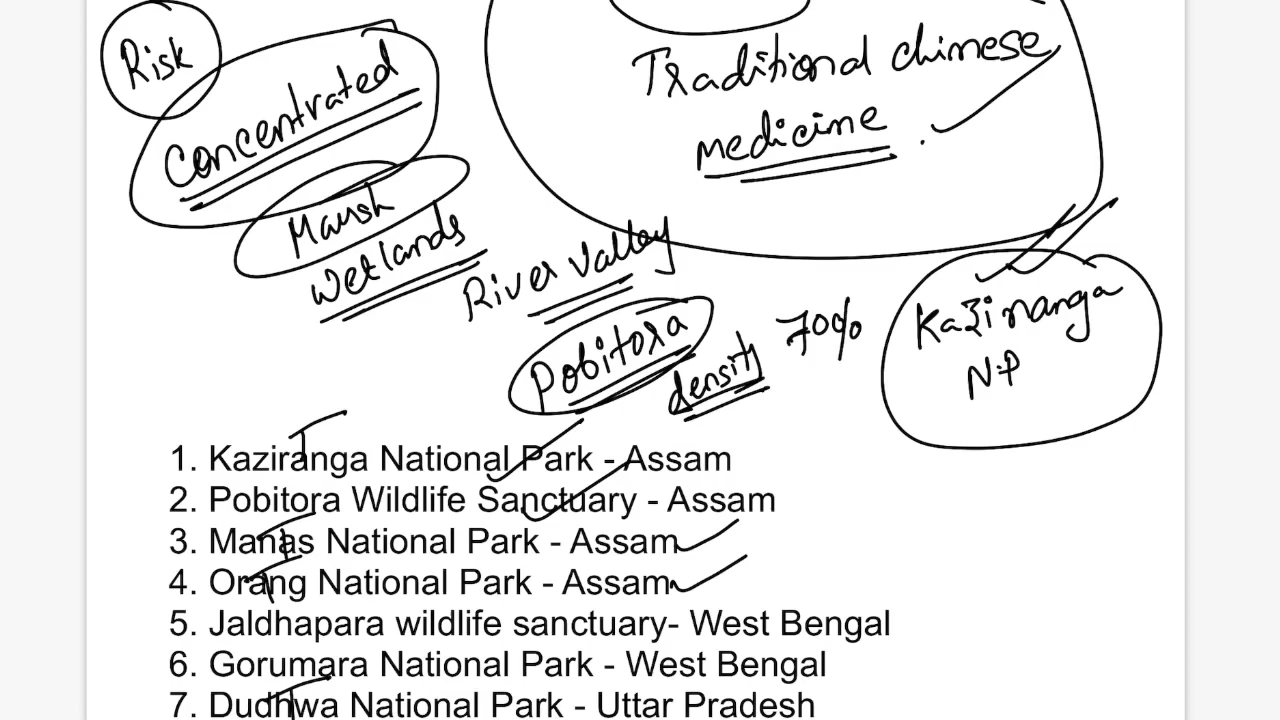 Risk
Concentrated
Marsh
Wetlands
River Valley
Traditional chinese
medicine
Pobitora
density
70%
Kaziranga
N.P
1. Kaziranga National Park - Assam
2. Pobitora Wildlife Sanctuary - Assam
3. Manas National Park - Assam
4. Orang National Park - Assam
5. Jaldhapara wildlife sanctuary- West Bengal
6. Gorumara National Park - West Bengal
7. Dudhwa National Park - Uttar Pradesh
T
T
T
T